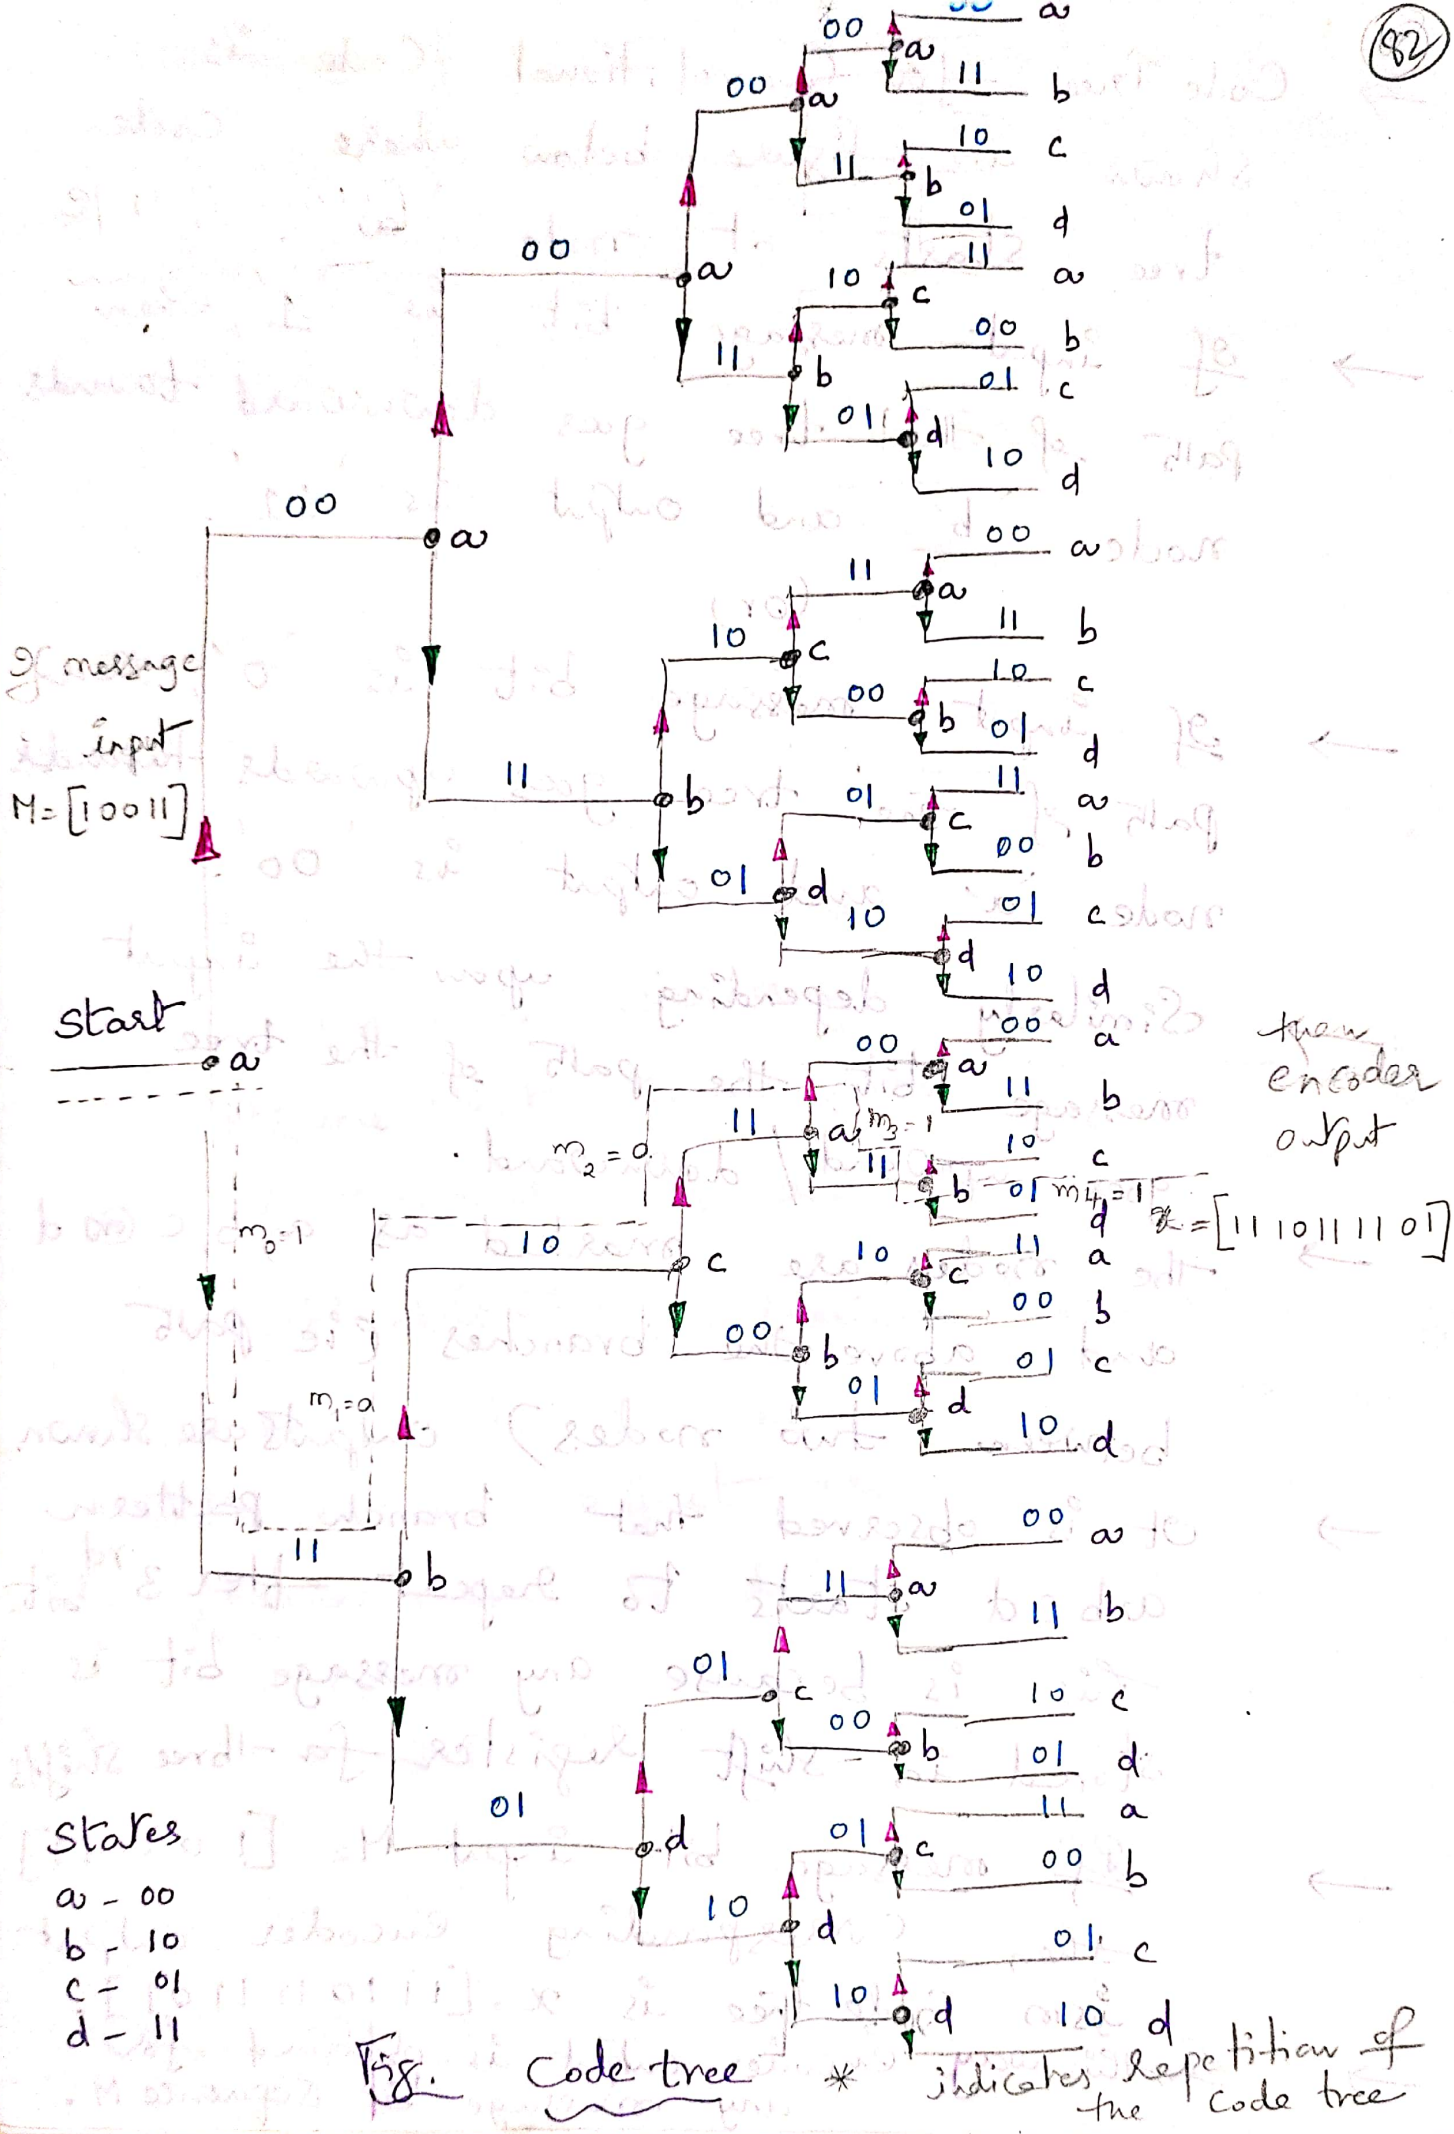 82
00 a
00
a
00
a
11 b
10 c
11
b
01 d
00
a
11 a
10
c
00 b
11
b
01 c
01
d
10 d
00
a
00 a
11
a
11 b
10
c
10 c
00
b
01 d
11
b
11 a
01
c
00 b
01
d
01 c
10
d
10 d
If message
input
M=[10011]
Start
a
then
encoder
output
x=[11 10 11 11 01]
00 a
00
a
11 b
11
a
m3=1
m2=0
10 c
11
b
01 m4=1
d
m0=1
10
c
11 a
10
c
00 b
00
b
01 c
01
d
10 d
m1=0
11
b
00 a
11
a
11 b
01
c
10 c
00
b
01 d
01
d
11 a
01
c
00 b
10
d
01 c
10
d
10 d
States
a - 00
b - 10
c - 01
d - 11
Fig. Code tree
* indicates repetition of
the code tree